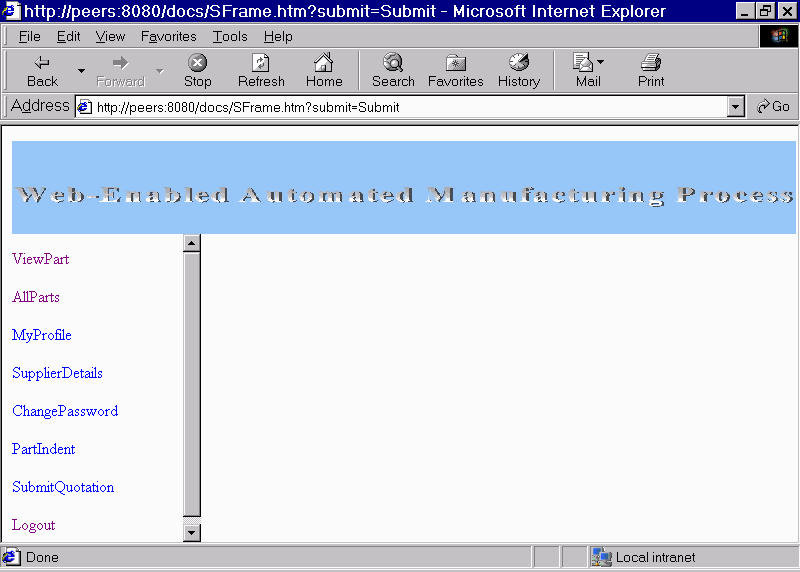 http://peers:8080/docs/SFrame.htm?submit=Submit - Microsoft Internet Explorer
File Edit View Favorites Tools Help
Back Forward Stop Refresh Home Search Favorites History Mail Print
Address http://peers:8080/docs/SFrame.htm?submit=Submit Go
Web-Enabled Automated Manufacturing Process
ViewPart
AllParts
MyProfile
SupplierDetails
ChangePassword
PartIndent
SubmitQuotation
Logout
Done Local intranet